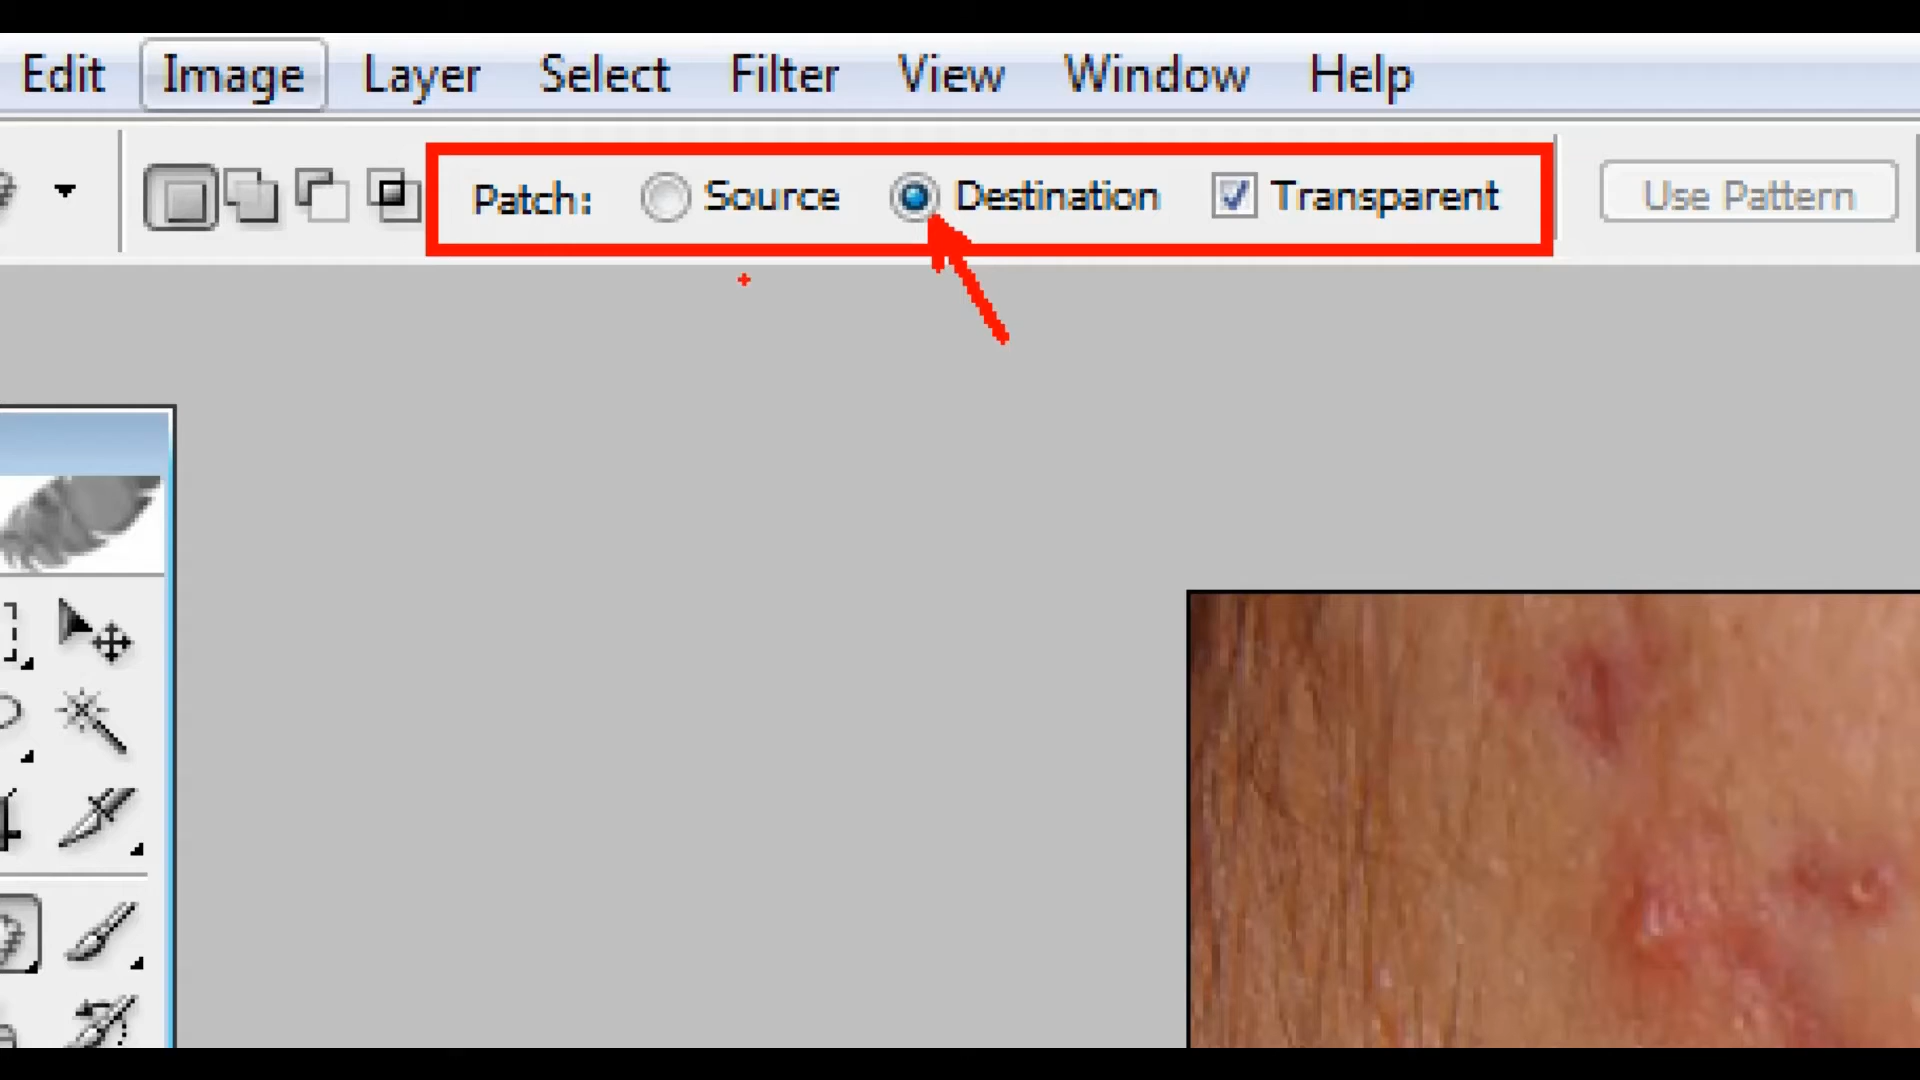 Edit Image Layer Select Filter View Window Help
Patch: Source Destination Transparent Use Pattern